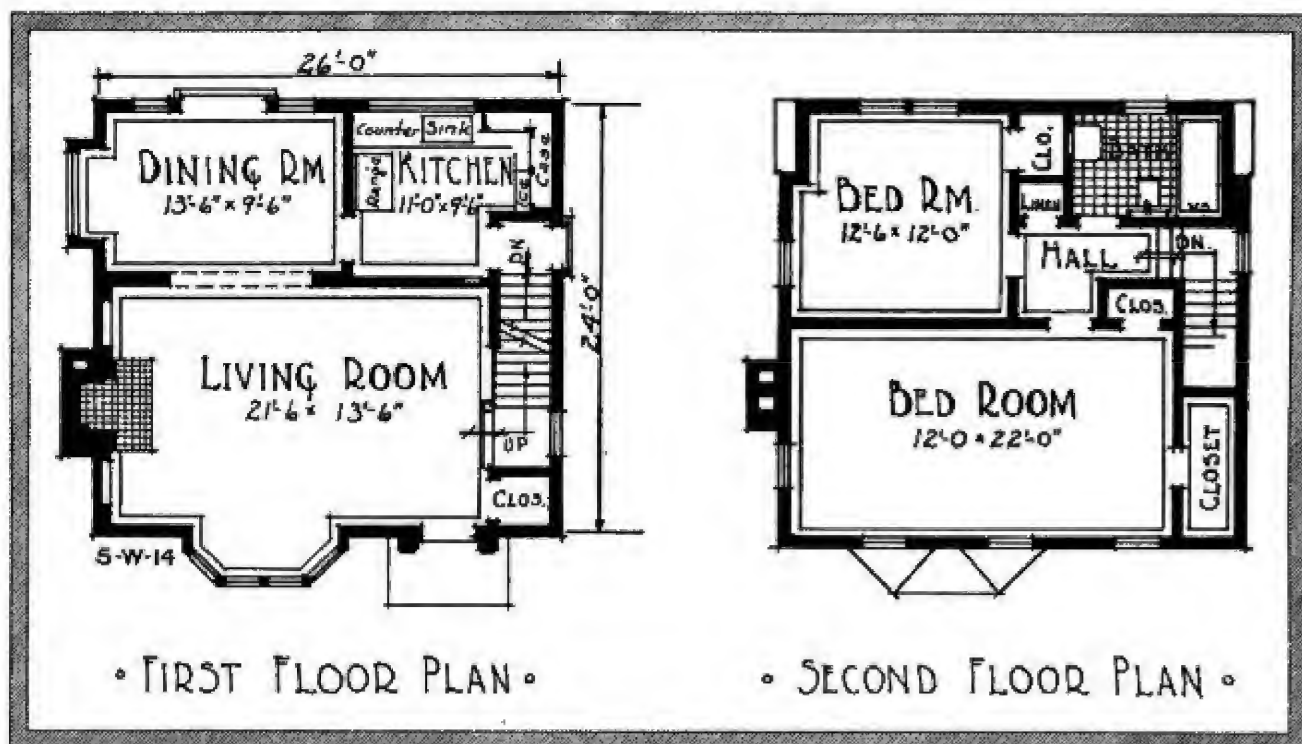 26'-0"
DINING RM
13'-6" x 9'-6"
Counter
Sink
Range
KITCHEN
11'-0" x 9'-6"
Ice
Case
DN
24'-0"
LIVING ROOM
21'-6 x 13'-6"
UP
CLOS.
S-W-14
• FIRST FLOOR PLAN •
BED RM.
12'-6 x 12'-0"
CLO.
LINEN
HALL
DN.
CLOS.
BED ROOM
12'-0 x 22'-0"
CLOSET
• SECOND FLOOR PLAN •